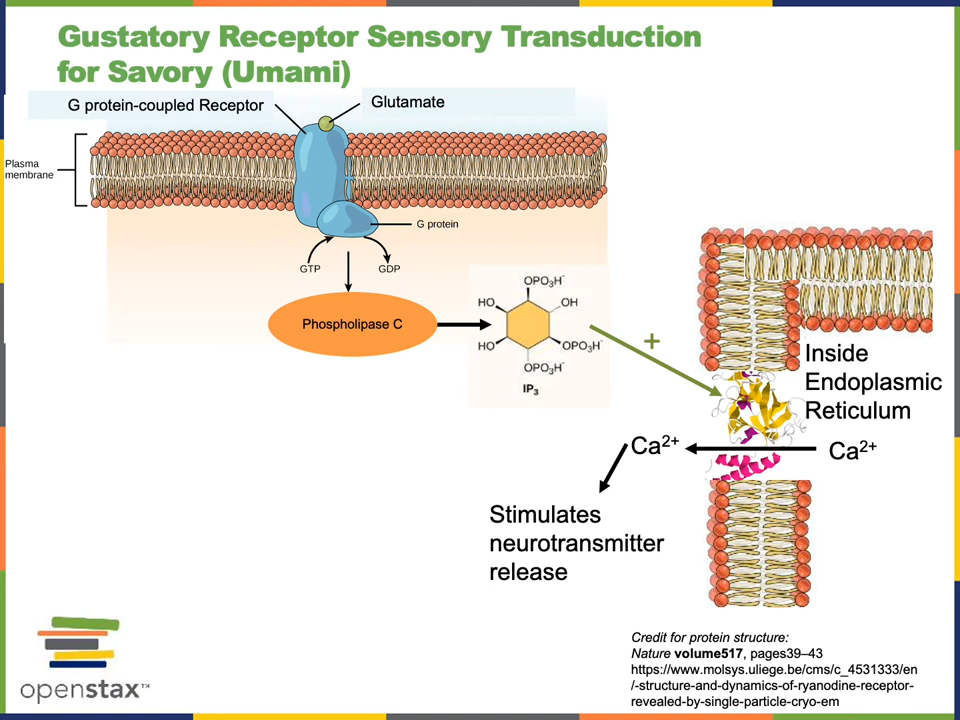 Gustatory Receptor Sensory Transduction
for Savory (Umami)
G protein-coupled Receptor
Glutamate
Plasma
membrane
G protein
GTP
GDP
Phospholipase C
OPO₃H⁻
HO
OH
HO
OPO₃H⁻
OPO₃H⁻
IP₃
+
Inside
Endoplasmic
Reticulum
Ca²⁺
Ca²⁺
Stimulates
neurotransmitter
release
Credit for protein structure:
Nature volume517, pages39–43
https://www.molsys.uliege.be/cms/c_4531333/en
/-structure-and-dynamics-of-ryanodine-receptor-
revealed-by-single-particle-cryo-em
openstax™